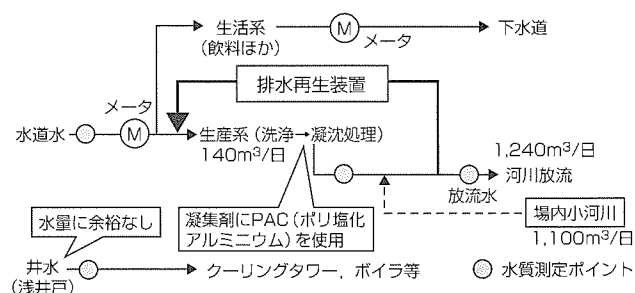 生活系
(飲料ほか)
M
メータ
下水道
排水再生装置
メータ
水道水
M
生産系(洗浄→凝沈処理)
140m³/日
1,240m³/日
河川放流
放流水
水量に余裕なし
凝集剤にPAC(ポリ塩化
アルミニウム)を使用
場内小河川
1,100m³/日
井水
(浅井戸)
クーリングタワー,ボイラ等
水質測定ポイント